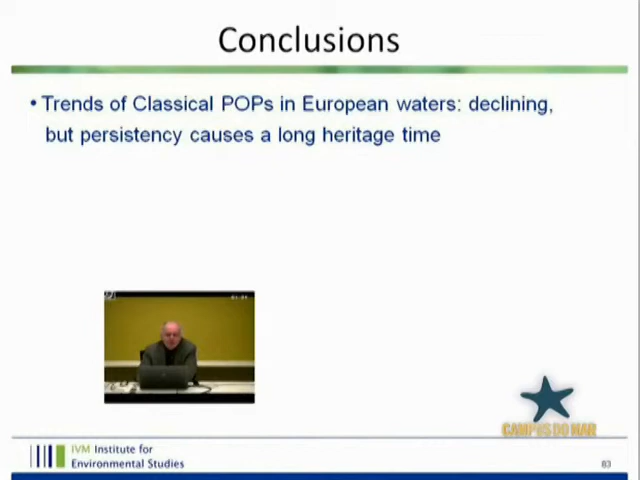 Conclusions
• Trends of Classical POPs in European waters: declining,
but persistency causes a long heritage time
CAMPUS DO MAR
IVM Institute for
Environmental Studies
83